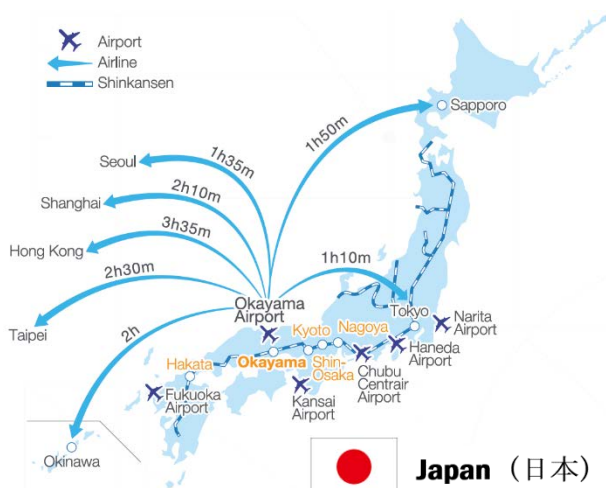 Airport
Airline
Shinkansen
Sapporo
1h50m
Seoul
1h35m
Shanghai
2h10m
Hong Kong
3h35m
2h30m
1h10m
Taipei
2h
Okayama
Airport
Tokyo
Narita
Airport
Kyoto
Nagoya
Haneda
Airport
Hakata
Okayama
Shin-
Osaka
Chubu
Centrair
Airport
Fukuoka
Airport
Kansai
Airport
Okinawa
Japan (日本)